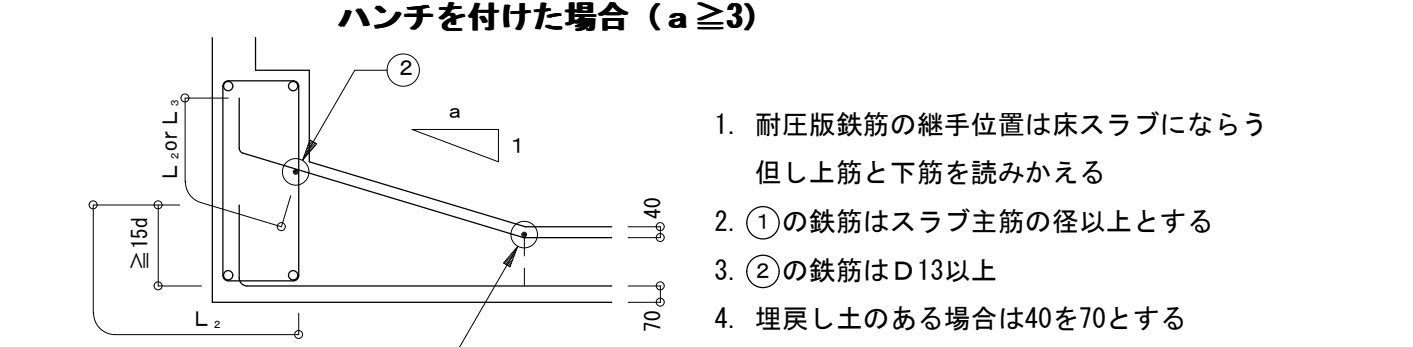 ハンチを付けた場合（a≧3）
②
a
1
L₂or L₃
≧15d
L₂
40
70
1. 耐圧版鉄筋の継手位置は床スラブにならう
但し上筋と下筋を読みかえる
2. ①の鉄筋はスラブ主筋の径以上とする
3. ②の鉄筋はＤ13以上
4. 埋戻し土のある場合は40を70とする